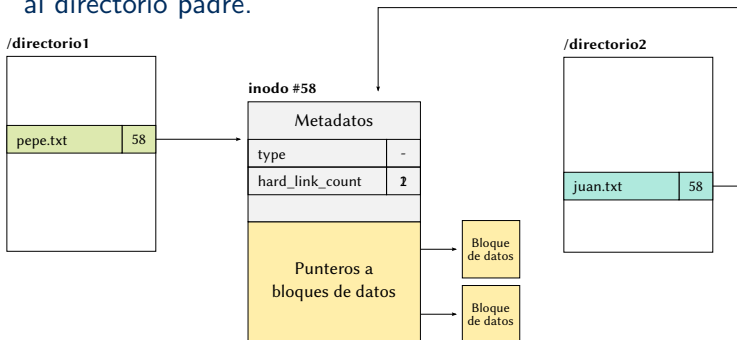 al directorio padre.
/directorio1
/directorio2
inodo #58
Metadatos
pepe.txt 58
type -
hard_link_count
juan.txt 58
Punteros a
bloques de datos
Bloque
de datos
Bloque
de datos